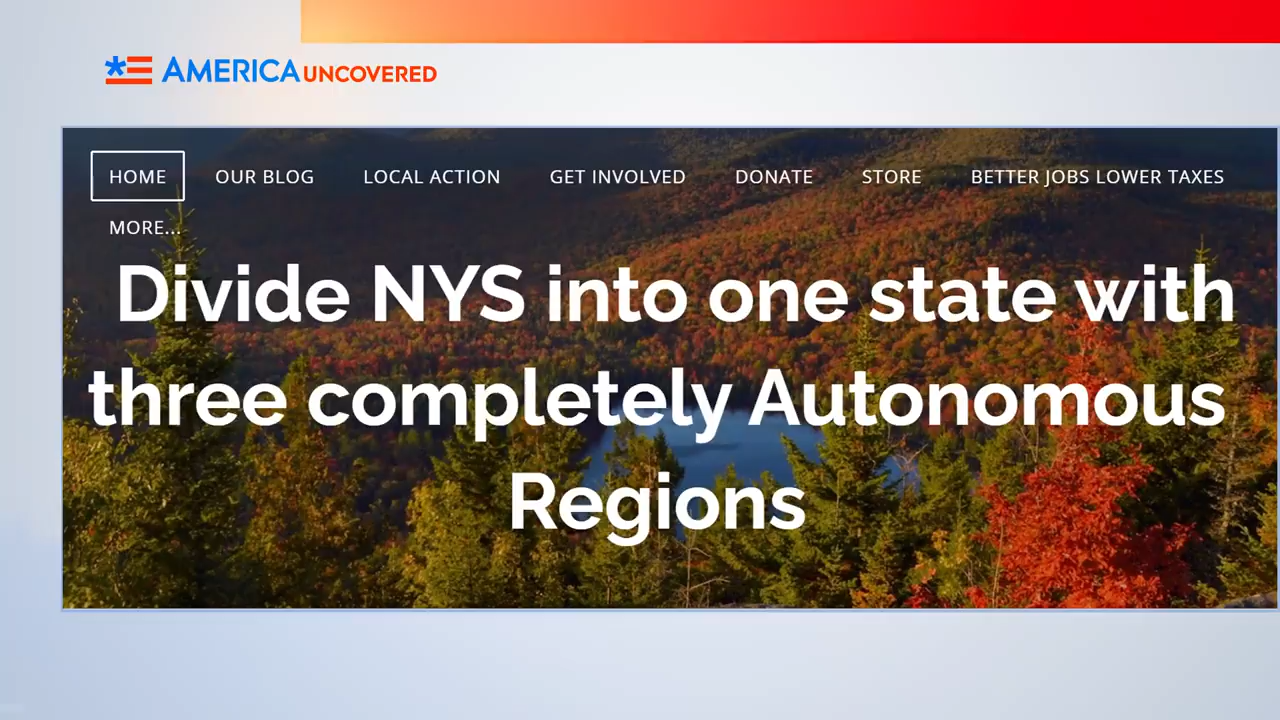 AMERICA UNCOVERED
HOME OUR BLOG LOCAL ACTION GET INVOLVED DONATE STORE BETTER JOBS LOWER TAXES
MORE...
Divide NYS into one state with
three completely Autonomous
Regions